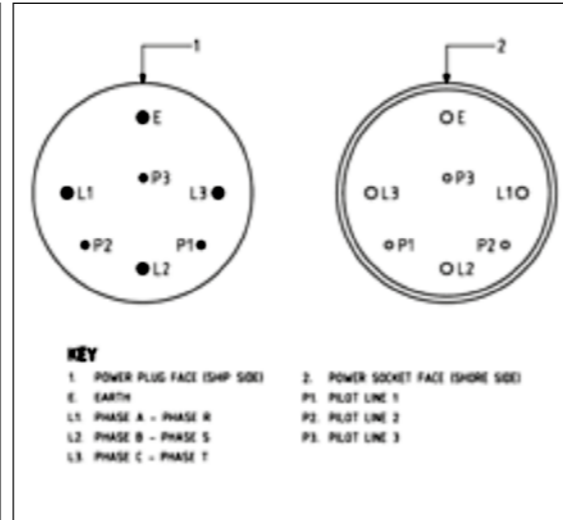 1 2
E E
P3 P3
L1 L3 L3 L1
P2 P1 P1 P2
L2 L2
KEY
1. POWER PLUG FACE (SHIP SIDE) 2. POWER SOCKET FACE (SHORE SIDE)
E. EARTH P1. PILOT LINE 1
L1. PHASE A - PHASE R P2. PILOT LINE 2
L2. PHASE B - PHASE S P3. PILOT LINE 3
L3. PHASE C - PHASE T